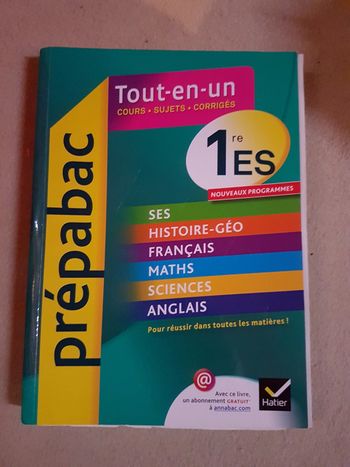 prépabac
Tout-en-un
COURS • SUJETS • CORRIGÉS
1re ES
NOUVEAUX PROGRAMMES
SES
HISTOIRE-GÉO
FRANÇAIS
MATHS
SCIENCES
ANGLAIS
Pour réussir dans toutes les matières !
@
Avec ce livre,
un abonnement GRATUIT*
à annabac.com
Hatier